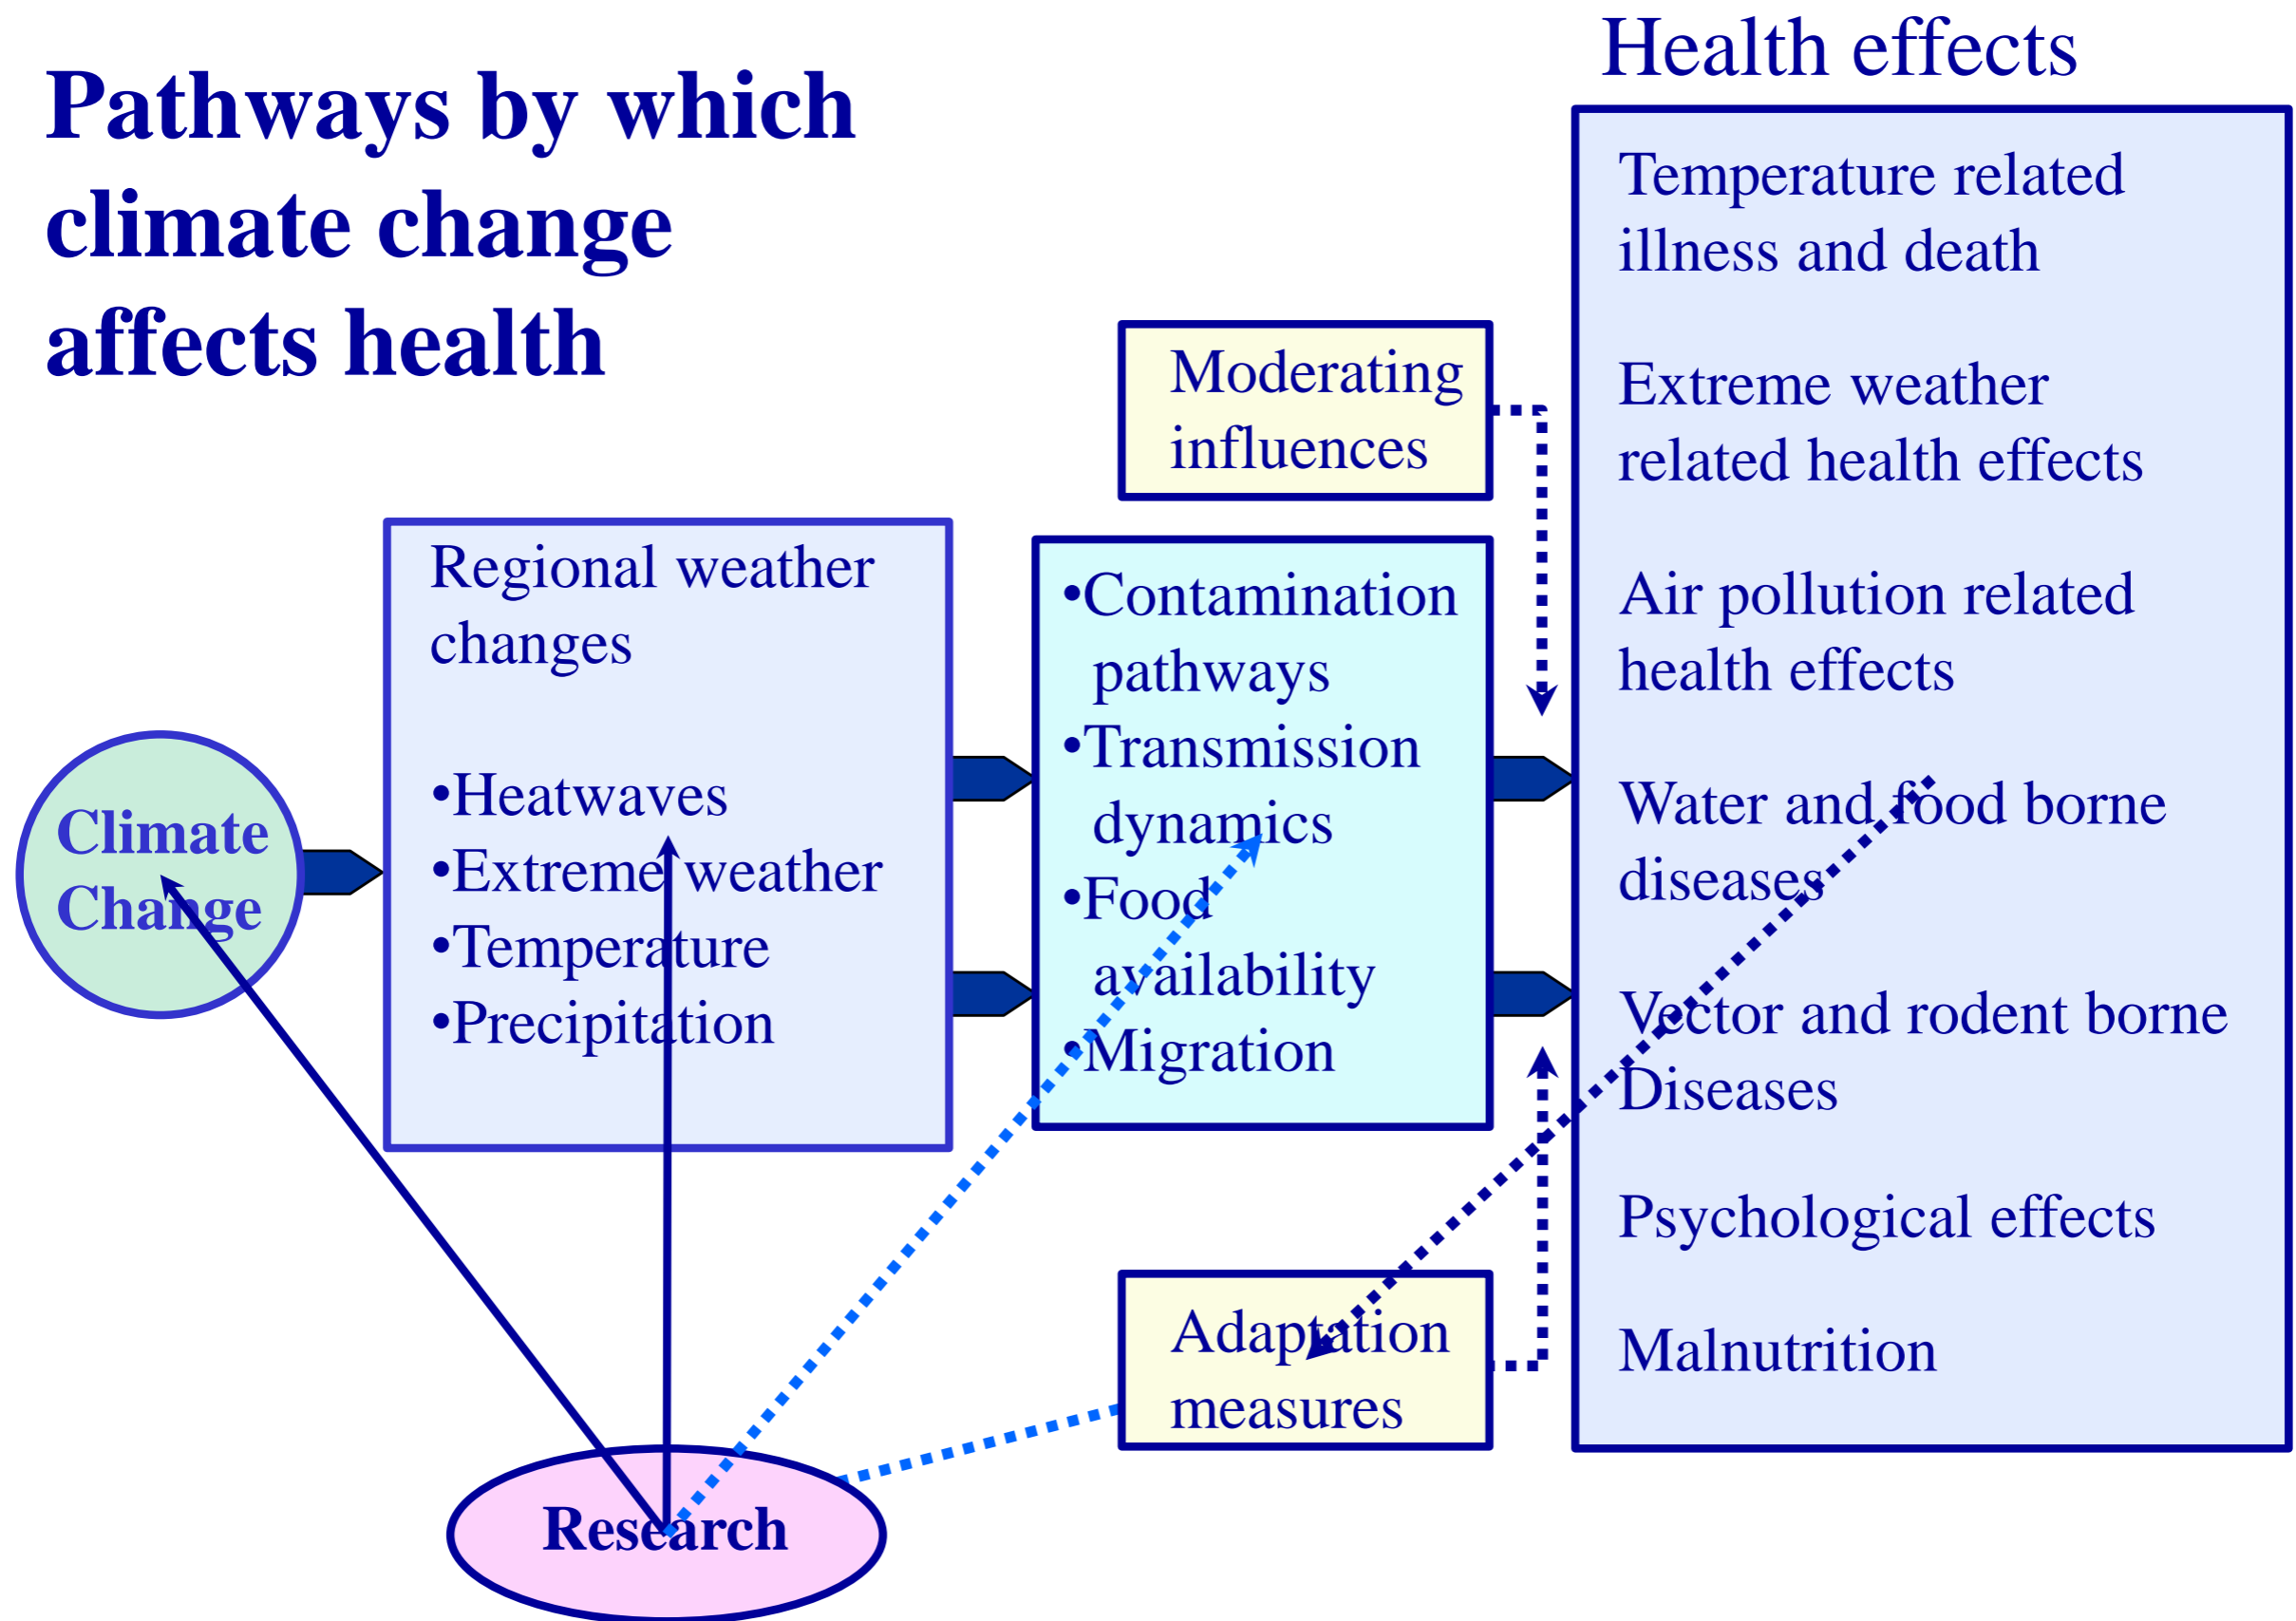 Pathways by which
climate change
affects health
Climate
Change
Regional weather
changes
•Heatwaves
•Extreme weather
•Temperature
•Precipitation
Moderating
influences
•Contamination
pathways
•Transmission
dynamics
•Food
availability
•Migration
Adaptation
measures
Research
Health effects
Temperature related
illness and death
Extreme weather
related health effects
Air pollution related
health effects
Water and food borne
diseases
Vector and rodent borne
Diseases
Psychological effects
Malnutrition